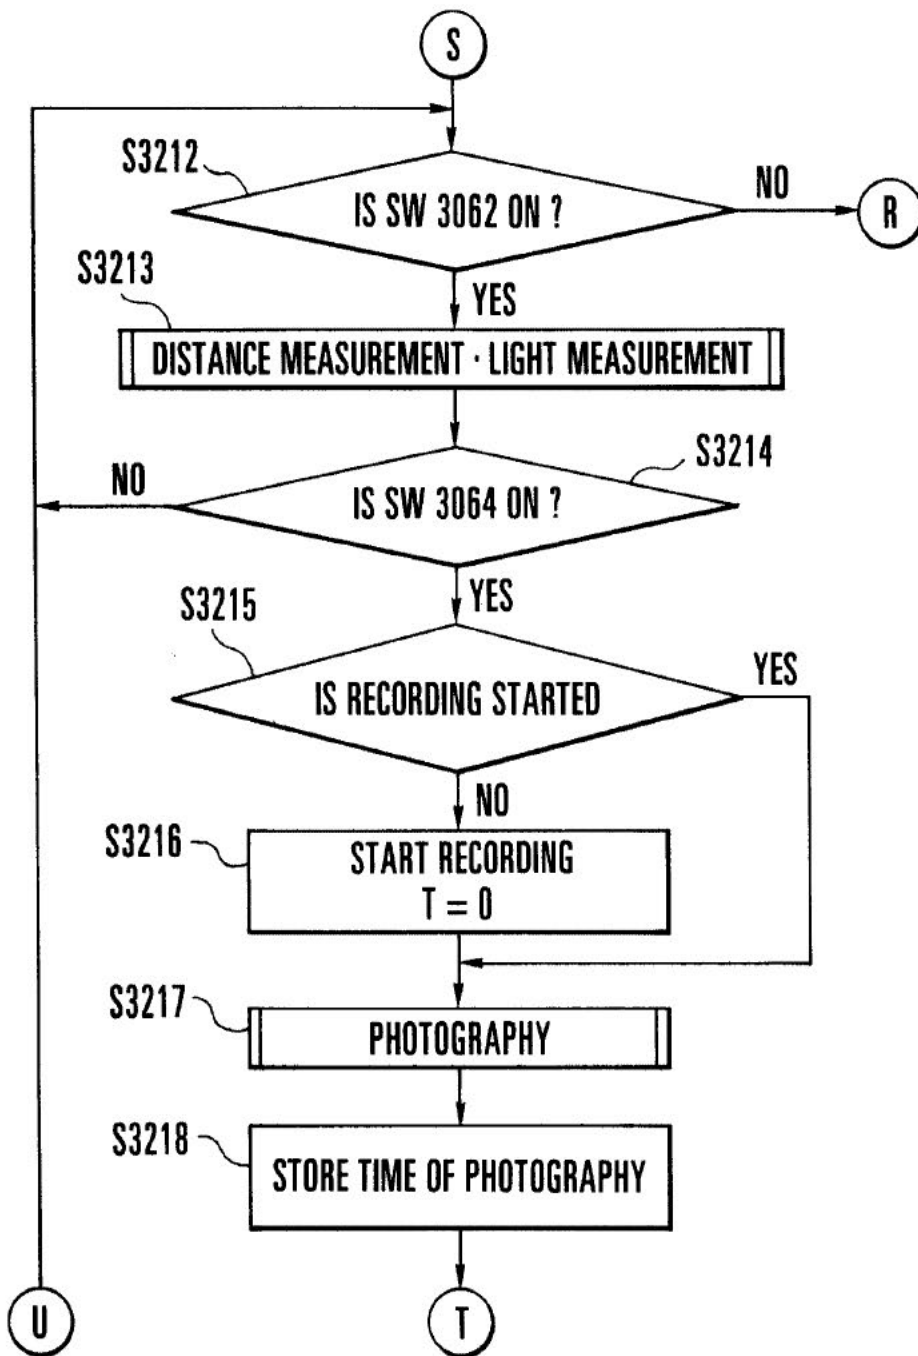 S
S3212
IS SW 3062 ON ?
NO
R
S3213
YES
DISTANCE MEASUREMENT · LIGHT MEASUREMENT
S3214
NO
IS SW 3064 ON ?
S3215
YES
YES
IS RECORDING STARTED
NO
S3216
START RECORDING
T = 0
S3217
PHOTOGRAPHY
S3218
STORE TIME OF PHOTOGRAPHY
U
T